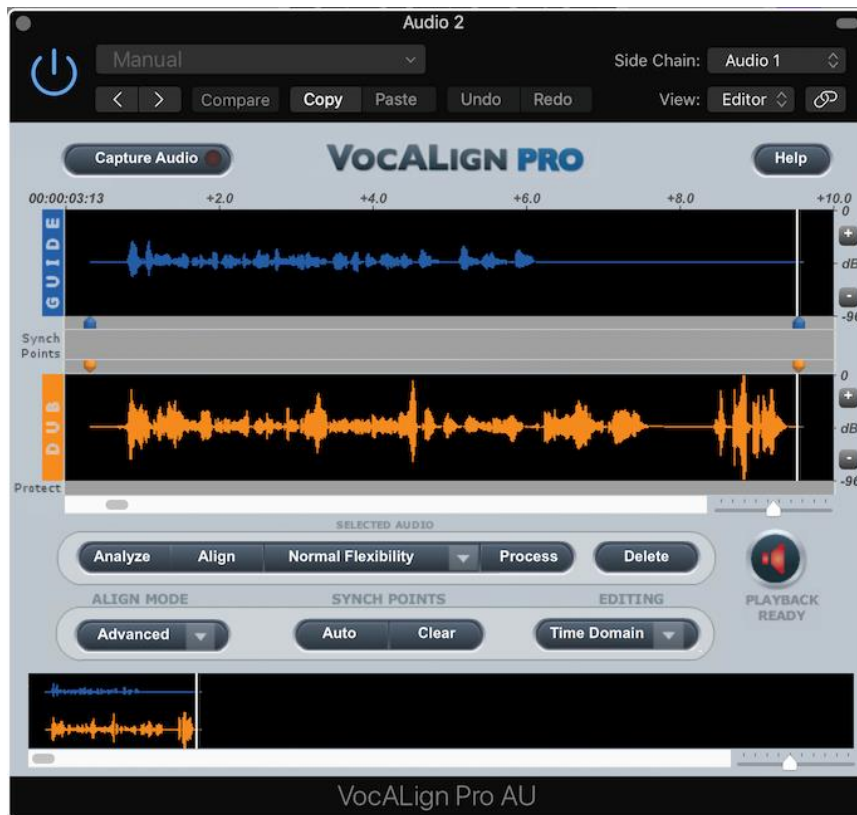 Audio 2
Manual
Side Chain: Audio 1
Compare Copy Paste Undo Redo View: Editor
Capture Audio VOCALIGN PRO Help
00:00:03:13 +2.0 +4.0 +6.0 +8.0 +10.0
0
GUIDE
+
dB
-
-96
Synch
Points
0
DUB
+
dB
-
-96
Protect
SELECTED AUDIO
Analyze Align Normal Flexibility Process Delete
ALIGN MODE SYNCH POINTS EDITING PLAYBACK
READY
Advanced Auto Clear Time Domain
VocALign Pro AU